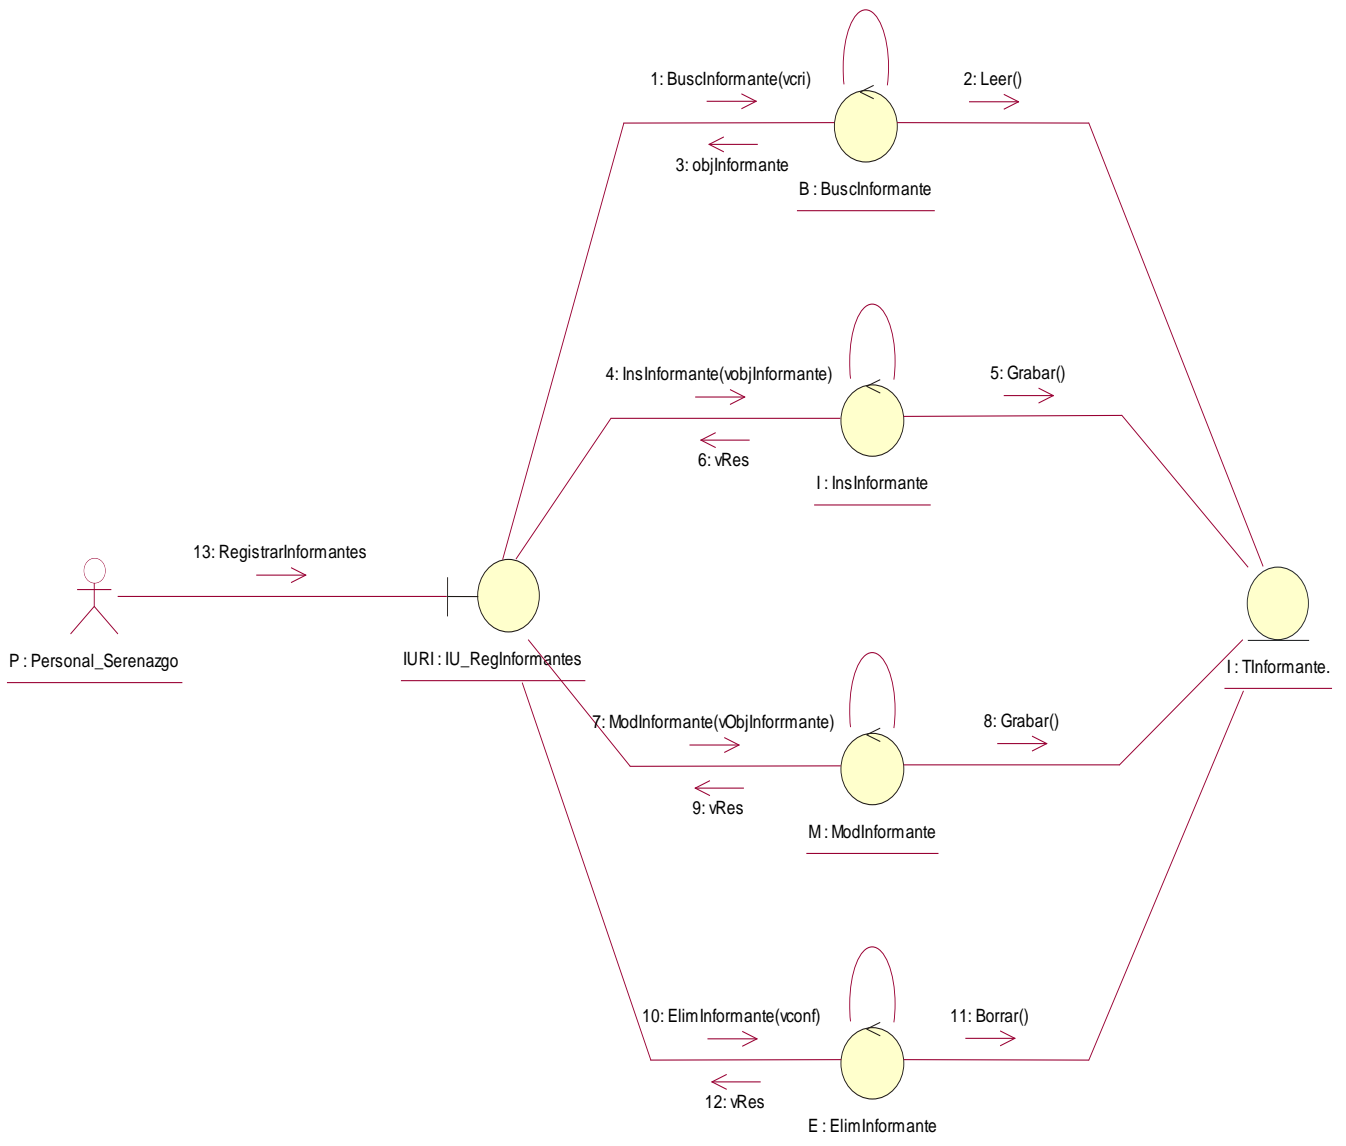 1: BuscInformante(vcri)
2: Leer()
3: objInformante
B : BuscInformante
4: InsInformante(vobjInformante)
5: Grabar()
6: vRes
I : InsInformante
13: RegistrarInformantes
P : Personal_Serenazgo
IURI : IU_RegInformantes
I : TInformante.
7: ModInformante(vObjInforrmante)
8: Grabar()
9: vRes
M : ModInformante
10: ElimInformante(vconf)
11: Borrar()
12: vRes
E : ElimInformante